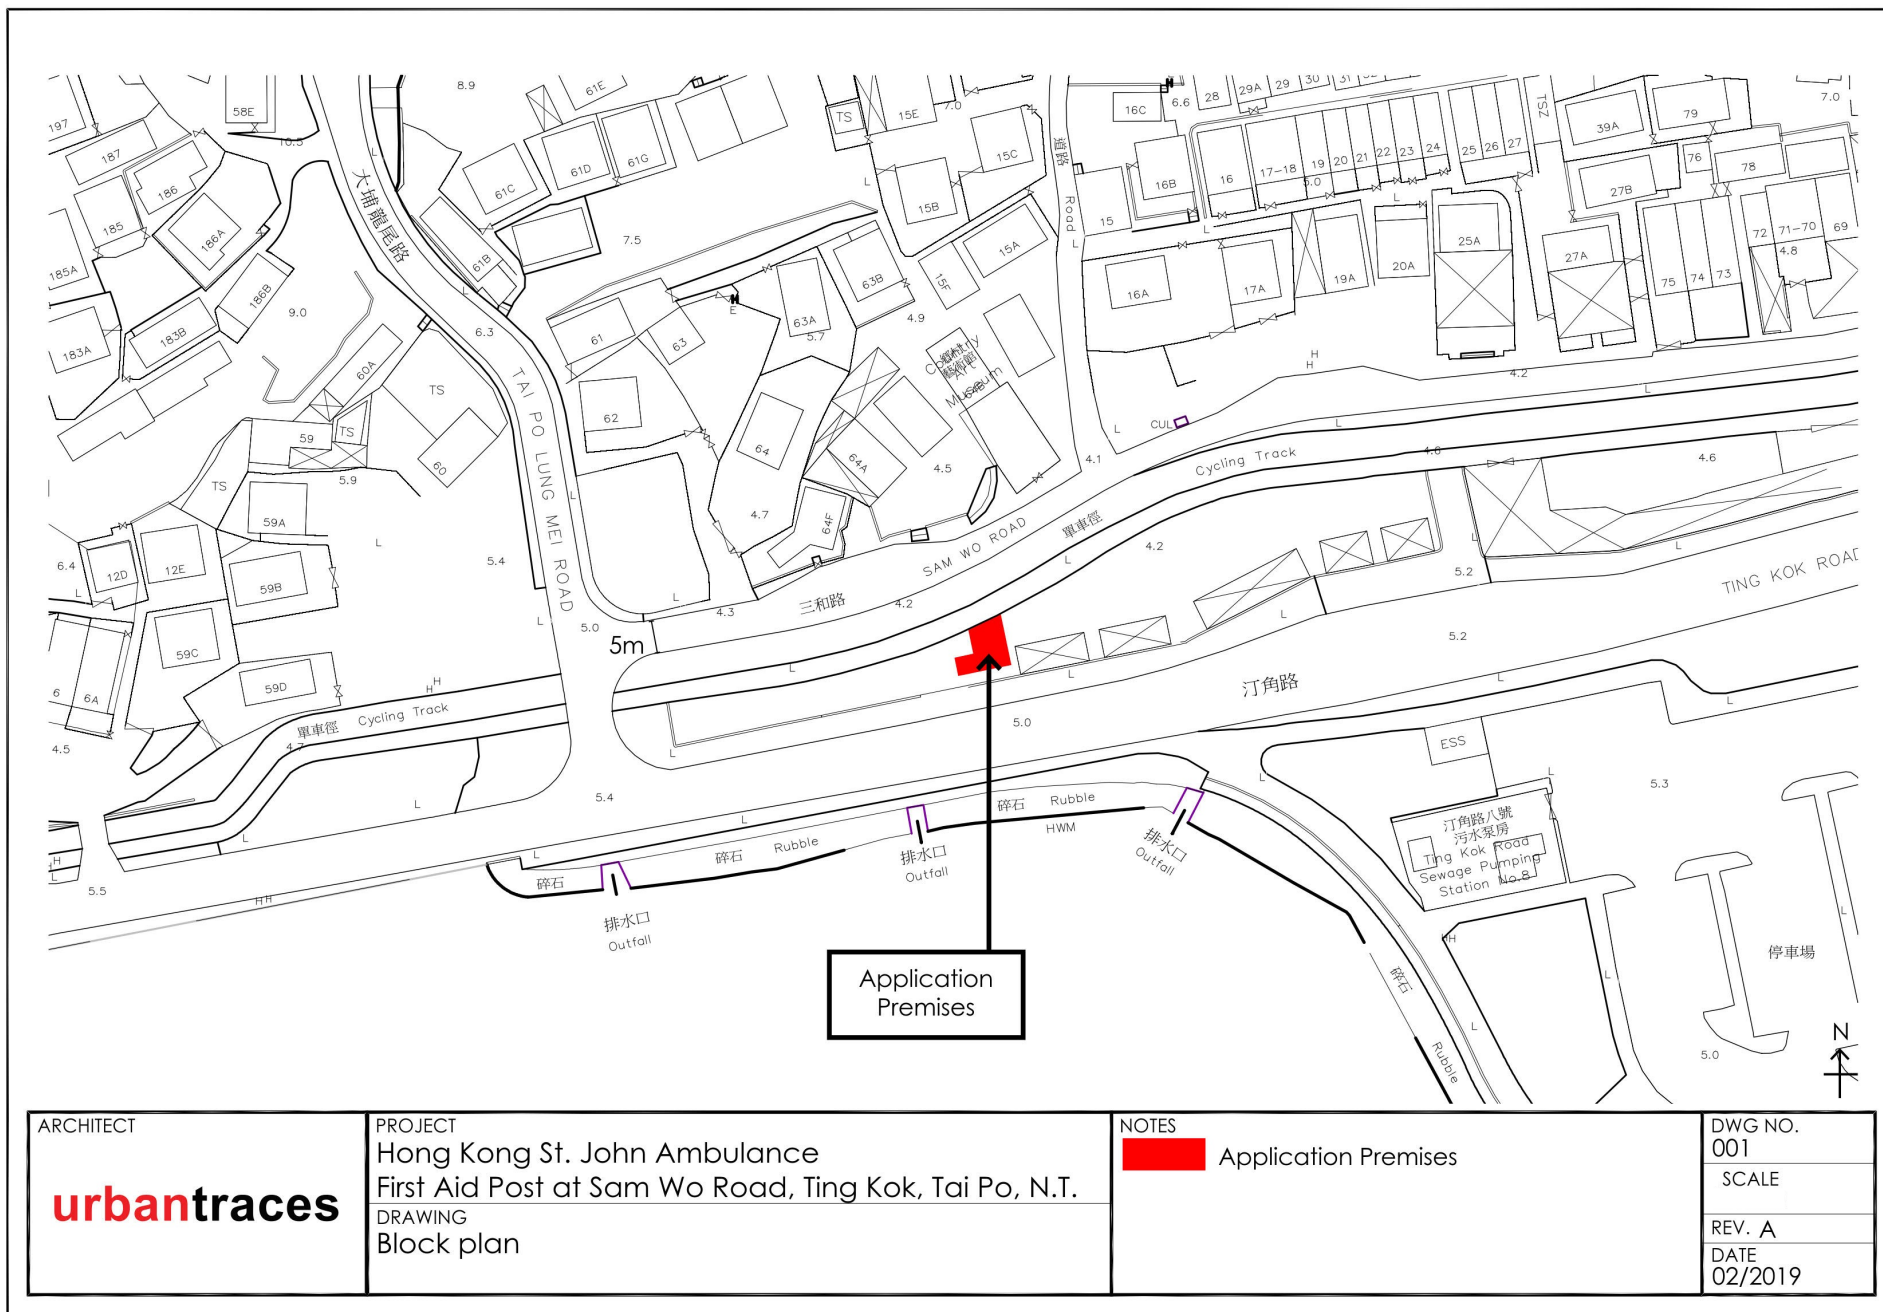 197
187
58E
10.5
8.9
61E
TS
15E
7.0
道路
Road
16C
6.6
28
29A
29
30
31
TSZ
39A
79
7.0
185
186
186A
185A
186B
大埔龍尾路
61C
61D
61G
61B
7.5
15C
15B
15A
15F
15
16B
16
17-18
19
20
21
22
23
24
25
26
27
5.0
27B
76
78
183A
183B
9.0
60A
6.3
61
63
E
63A
63B
5.7
4.9
16A
17A
19A
20A
25A
27A
75
74
73
72
71-70
69
4.8
TS
59
TS
60
5.9
TAI PO LUNG MEI ROAD
62
64
64A
64F
4.7
4.5
鄉村
藝術館
Country
Art
Museum
64B
H
H
4.2
CUL
L
4.1
Cycling Track
4.6
4.6
TS
59A
12D
12E
59B
6.4
L
59C
59D
6
6A
4.5
5.4
5.0
5m
4.3
三和路
4.2
SAM WO ROAD
單車徑
4.2
5.2
TING KOK ROAD
5.2
汀角路
單車徑
Cycling Track
4.7
H
H
L
5.0
5.4
5.5
HH
碎石
碎石 Rubble
碎石 Rubble
HWM
排水口
Outfall
排水口
Outfall
排水口
Outfall
ESS
5.3
汀角路八號
污水泵房
Ting Kok Road
Sewage Pumping
Station No.8
HH
停車場
碎石
Rubble
5.0
N
Application
Premises
ARCHITECT
urbantraces
PROJECT
Hong Kong St. John Ambulance
First Aid Post at Sam Wo Road, Ting Kok, Tai Po, N.T.
DRAWING
Block plan
NOTES
Application Premises
DWG NO.
001
SCALE
REV. A
DATE
02/2019